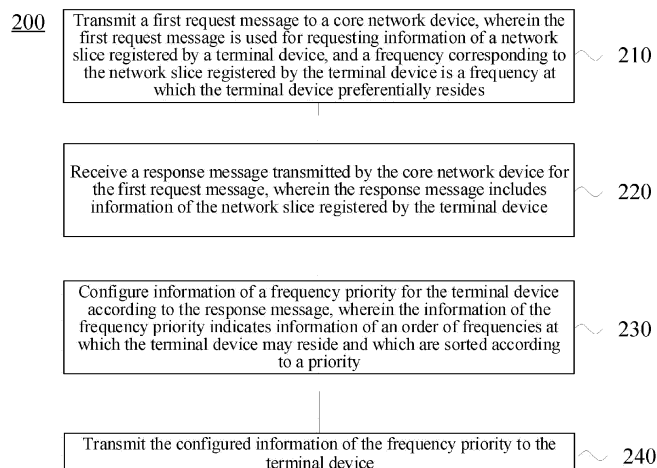 200
Transmit a first request message to a core network device, wherein the
first request message is used for requesting information of a network
slice registered by a terminal device, and a frequency corresponding to
the network slice registered by the terminal device is a frequency at
which the terminal device preferentially resides
210
Receive a response message transmitted by the core network device for
the first request message, wherein the response message includes
information of the network slice registered by the terminal device
220
Configure information of a frequency priority for the terminal device
according to the response message, wherein the information of the
frequency priority indicates information of an order of frequencies at
which the terminal device may reside and which are sorted according
to a priority
230
Transmit the configured information of the frequency priority to the
terminal device
240